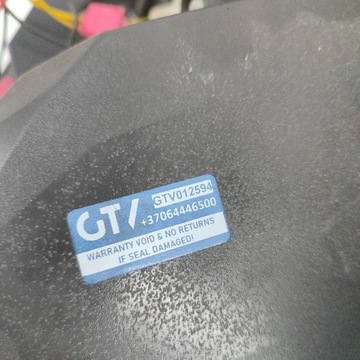 GTV GTV012594
+37064446500
WARRANTY VOID & NO RETURNS
IF SEAL DAMAGED!